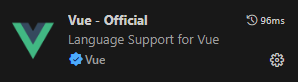 Vue - Official 96ms
Language Support for Vue
Vue